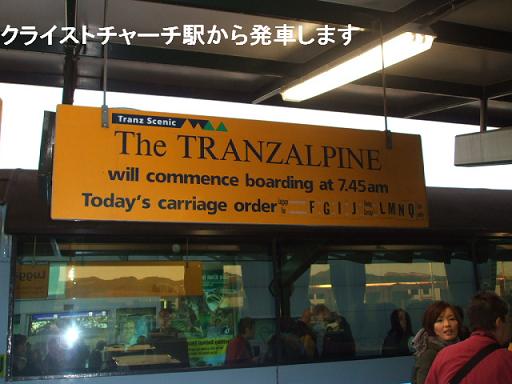 クライストチャーチ駅から発車します
Tranz Scenic
The TRANZALPINE
will commence boarding at 7.45am
Today's carriage order F G I J L M N Q